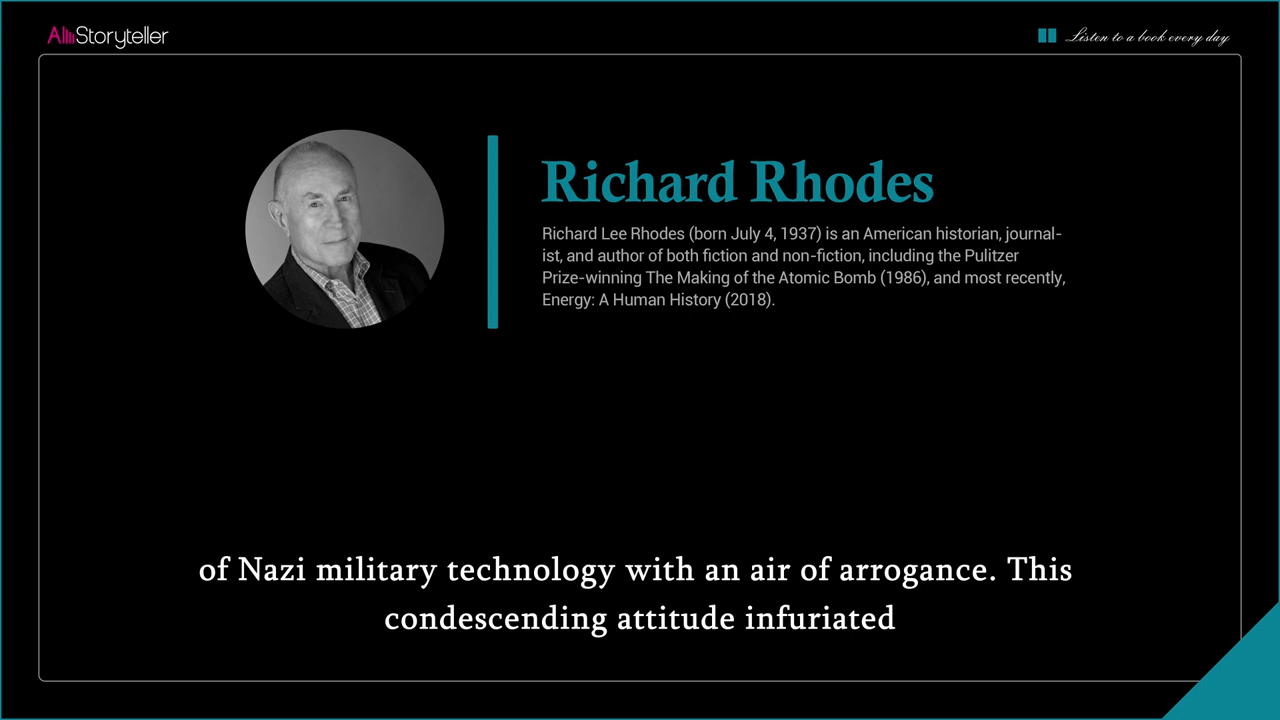 AllStoryteller
Listen to a book every day
Richard Rhodes
Richard Lee Rhodes (born July 4, 1937) is an American historian, journal-
ist, and author of both fiction and non-fiction, including the Pulitzer
Prize-winning The Making of the Atomic Bomb (1986), and most recently,
Energy: A Human History (2018).
of Nazi military technology with an air of arrogance. This
condescending attitude infuriated